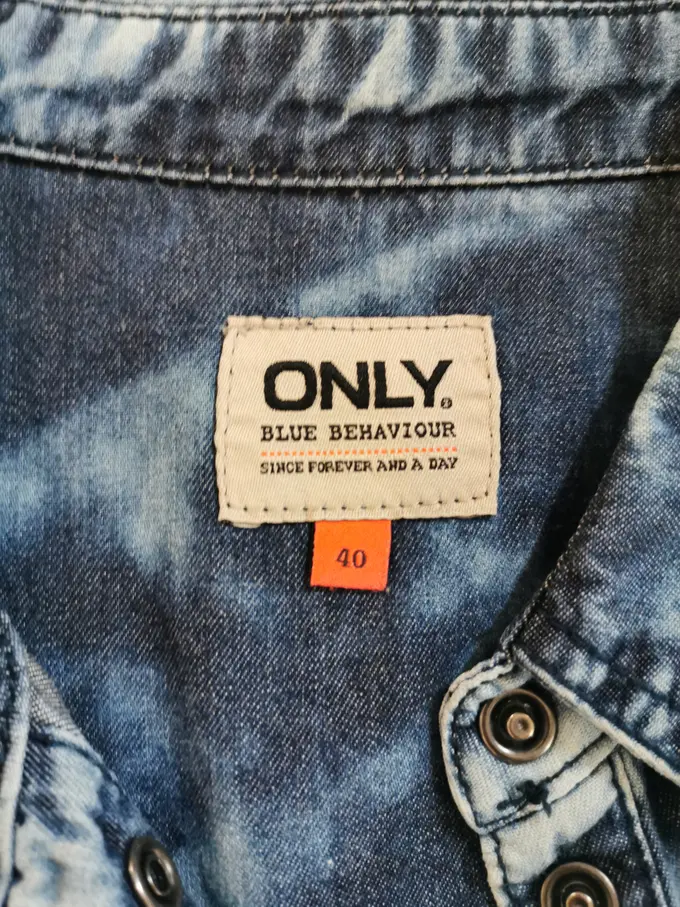 ONLY®
BLUE BEHAVIOUR
SINCE FOREVER AND A DAY
40